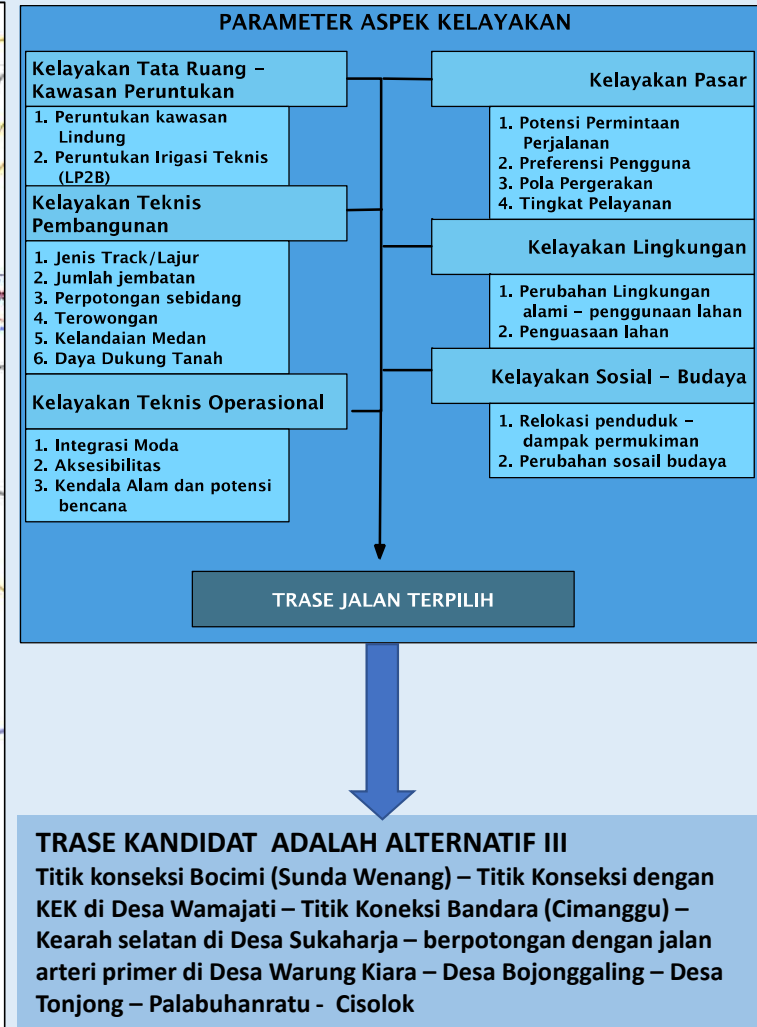 PARAMETER ASPEK KELAYAKAN
Kelayakan Tata Ruang –
Kawasan Peruntukan
1. Peruntukan kawasan
Lindung
2. Peruntukan Irigasi Teknis
(LP2B)
Kelayakan Teknis
Pembangunan
1. Jenis Track/Lajur
2. Jumlah jembatan
3. Perpotongan sebidang
4. Terowongan
5. Kelandaian Medan
6. Daya Dukung Tanah
Kelayakan Teknis Operasional
1. Integrasi Moda
2. Aksesibilitas
3. Kendala Alam dan potensi
bencana
Kelayakan Pasar
1. Potensi Permintaan
Perjalanan
2. Preferensi Pengguna
3. Pola Pergerakan
4. Tingkat Pelayanan
Kelayakan Lingkungan
1. Perubahan Lingkungan
alami – penggunaan lahan
2. Penguasaan lahan
Kelayakan Sosial – Budaya
1. Relokasi penduduk –
dampak permukiman
2. Perubahan sosail budaya
TRASE JALAN TERPILIH
TRASE KANDIDAT ADALAH ALTERNATIF III
Titik konseksi Bocimi (Sunda Wenang) – Titik Konseksi dengan
KEK di Desa Wamajati – Titik Koneksi Bandara (Cimanggu) –
Kearah selatan di Desa Sukaharja – berpotongan dengan jalan
arteri primer di Desa Warung Kiara – Desa Bojonggaling – Desa
Tonjong – Palabuhanratu - Cisolok